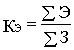 Кэ = ∑Э / ∑З